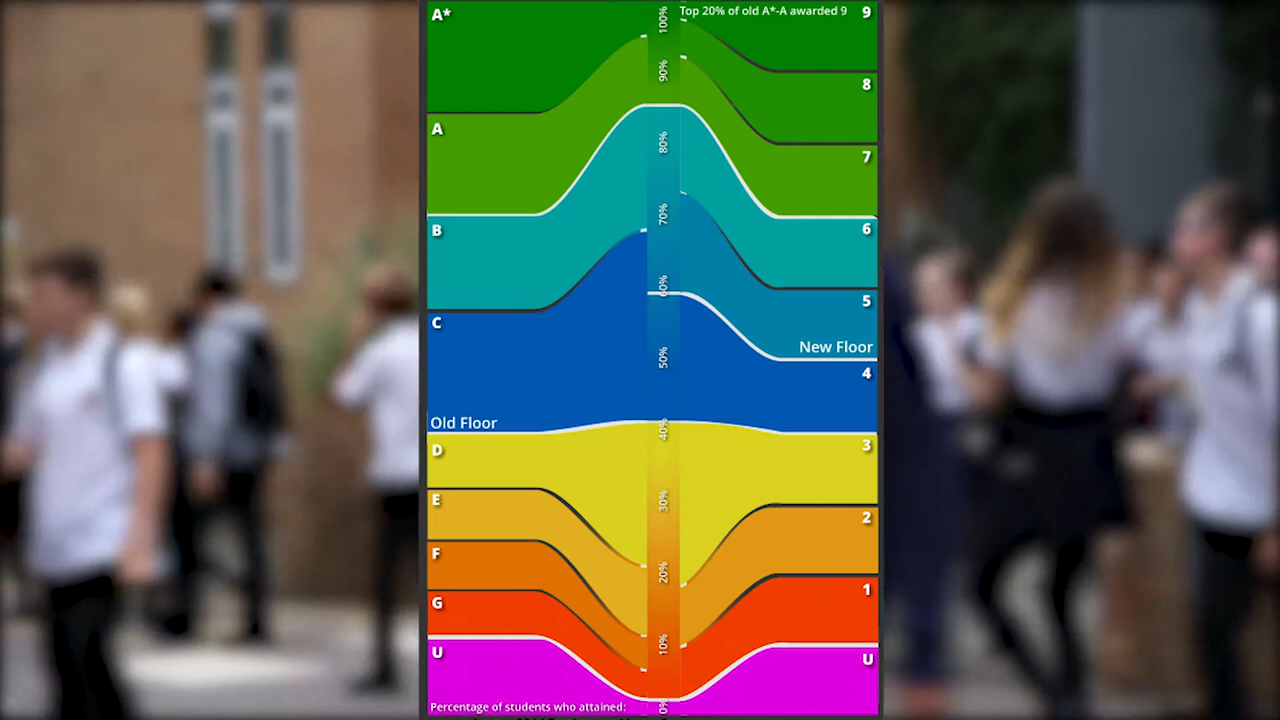 A*
Top 20% of old A*-A awarded 9
9
100%
90%
8
A
80%
7
B
70%
6
60%
5
C
New Floor
50%
4
Old Floor
40%
D
3
E
30%
2
F
20%
G
1
10%
U
U
Percentage of students who attained:
0%